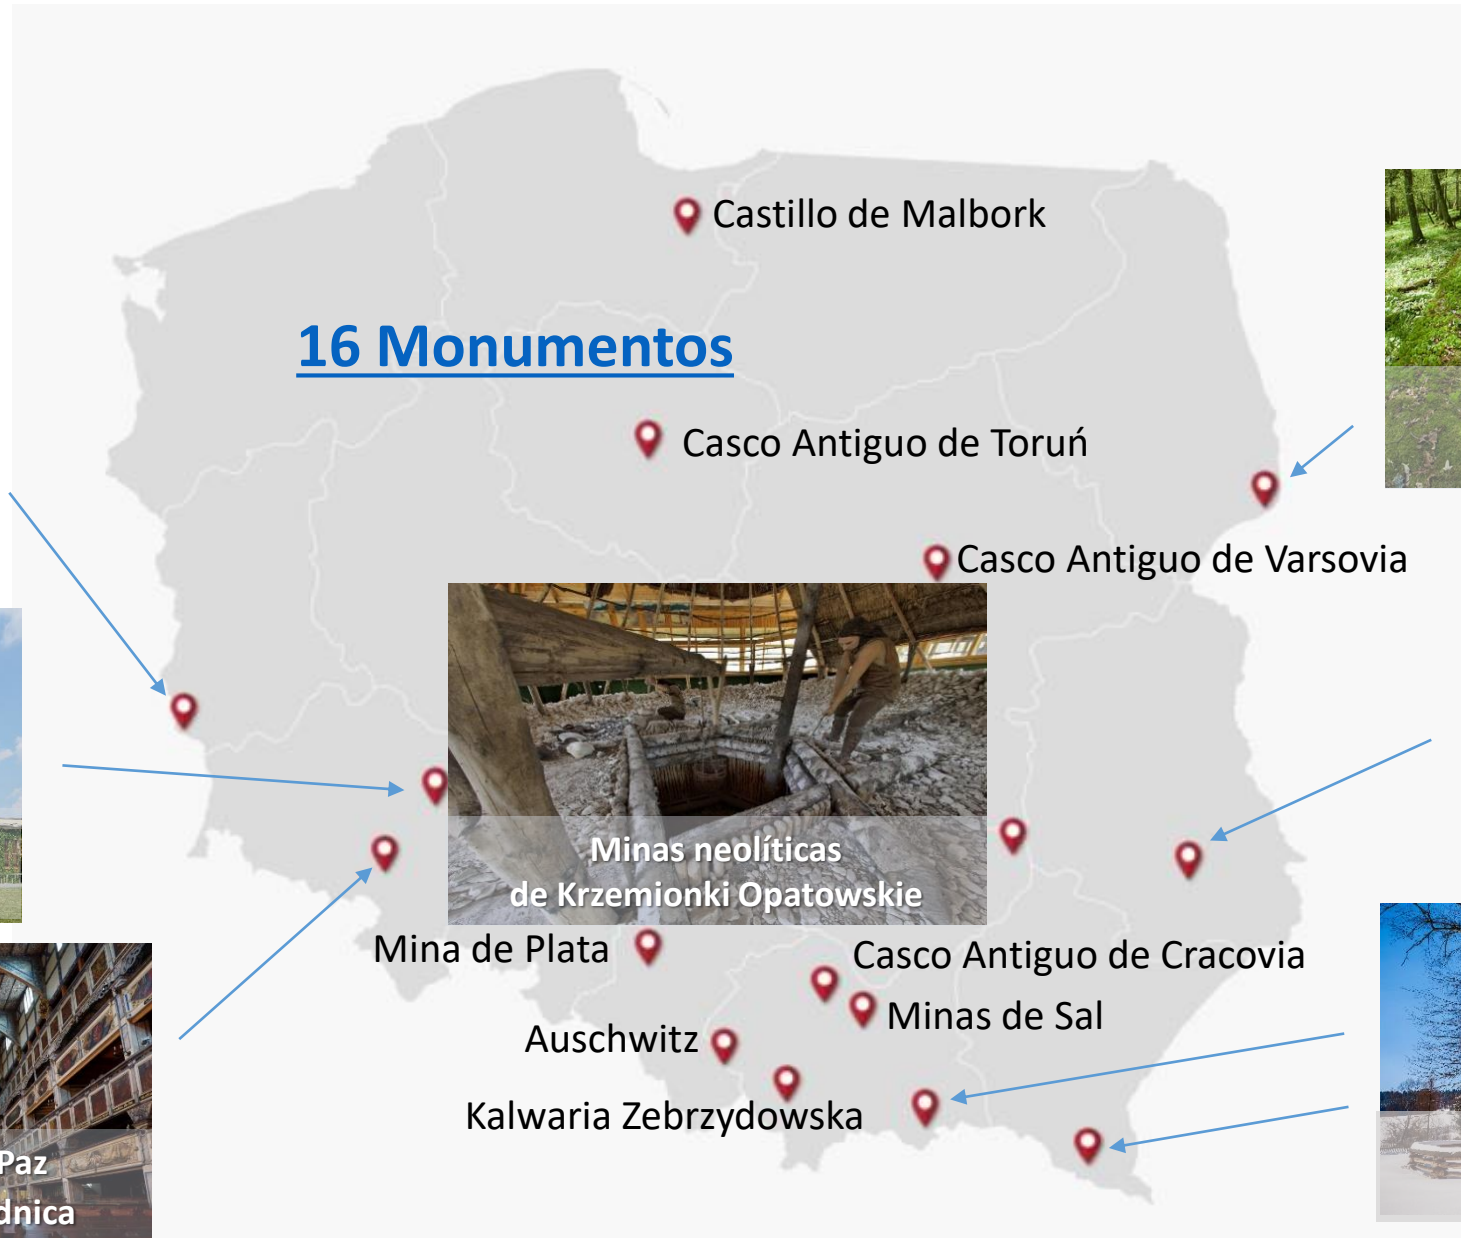 Castillo de Malbork
16 Monumentos
Casco Antiguo de Toruń
Casco Antiguo de Varsovia
Minas neolíticas
de Krzemionki Opatowskie
Mina de Plata
Casco Antiguo de Cracovia
Minas de Sal
Auschwitz
Kalwaria Zebrzydowska
Paz
dnica